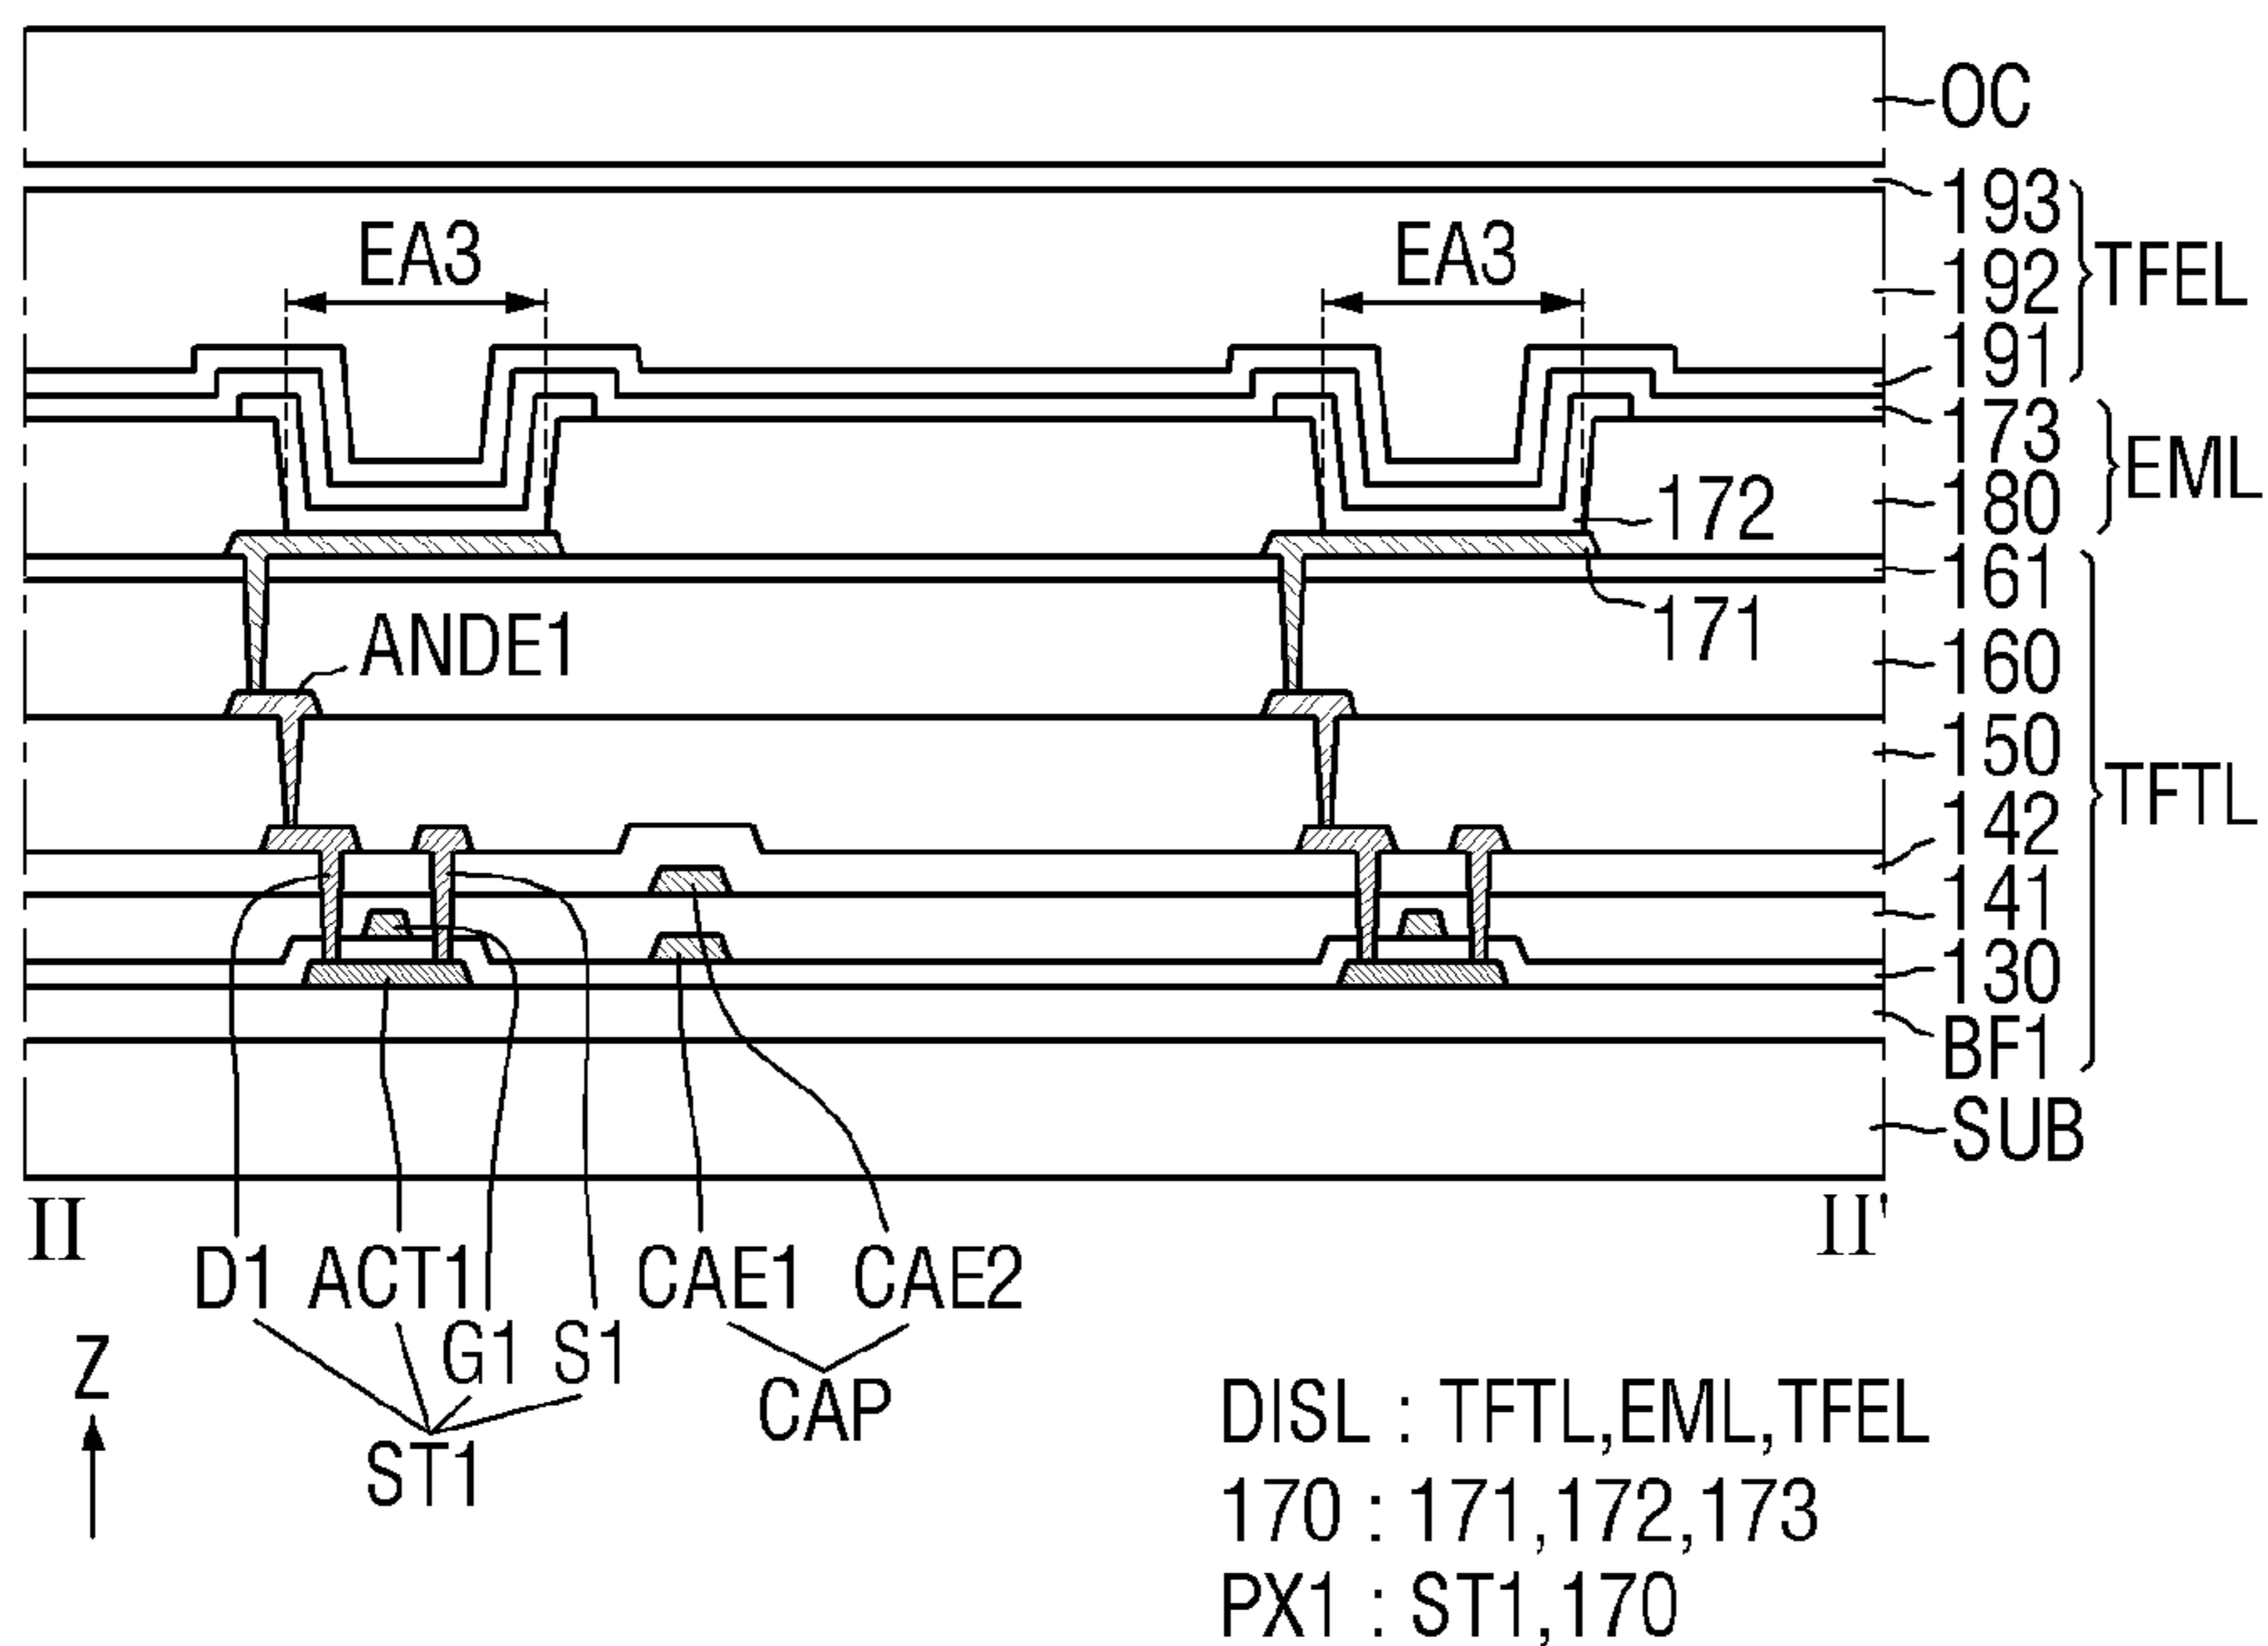 OC
193
EA3 EA3
192 TFEL
191
173
EML
172 180
161
171
ANDE1 160
150
TFTL
142
141
130
BF1
SUB
II II'
D1 ACT1 CAE1 CAE2
G1 S1
Z
CAP
ST1
DISL : TFTL,EML,TFEL
170 : 171,172,173
PX1 : ST1,170